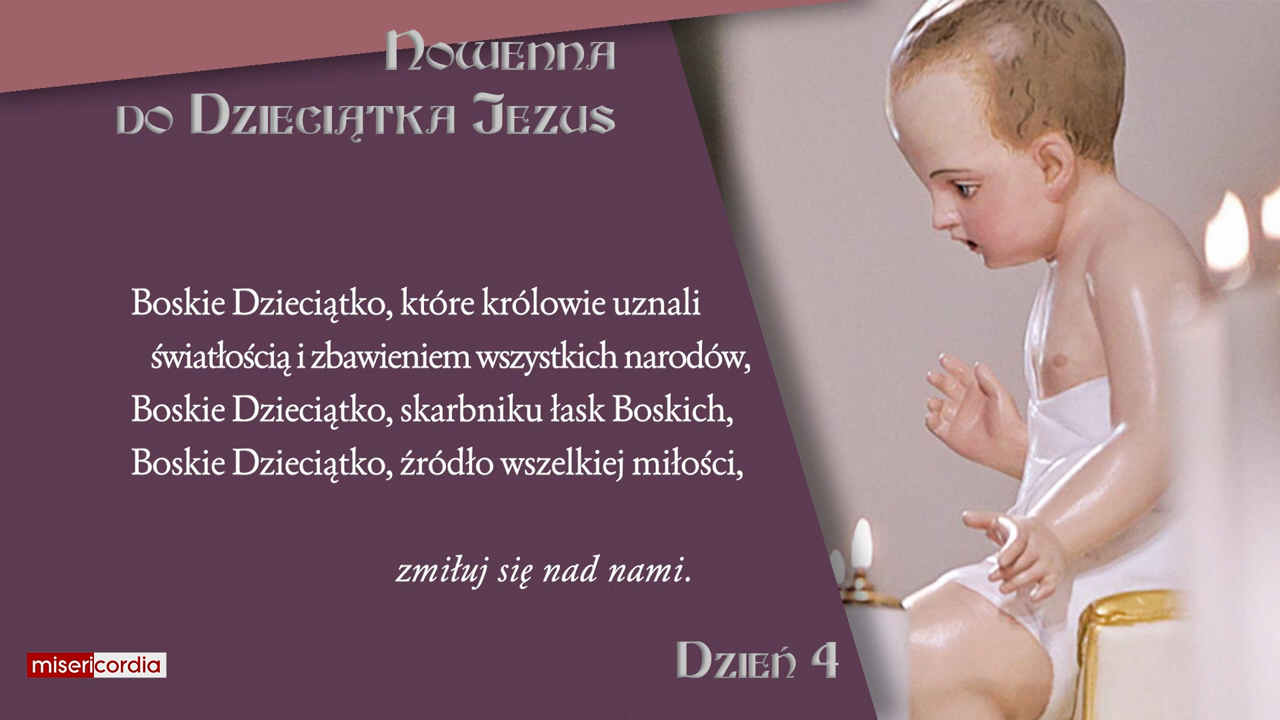 Nowenna
do Dzieciątka Jezus
Boskie Dzieciątko, które królowie uznali
światłością i zbawieniem wszystkich narodów,
Boskie Dzieciątko, skarbniku łask Boskich,
Boskie Dzieciątko, źródło wszelkiej miłości,
zmiłuj się nad nami.
Dzień 4
misericordia